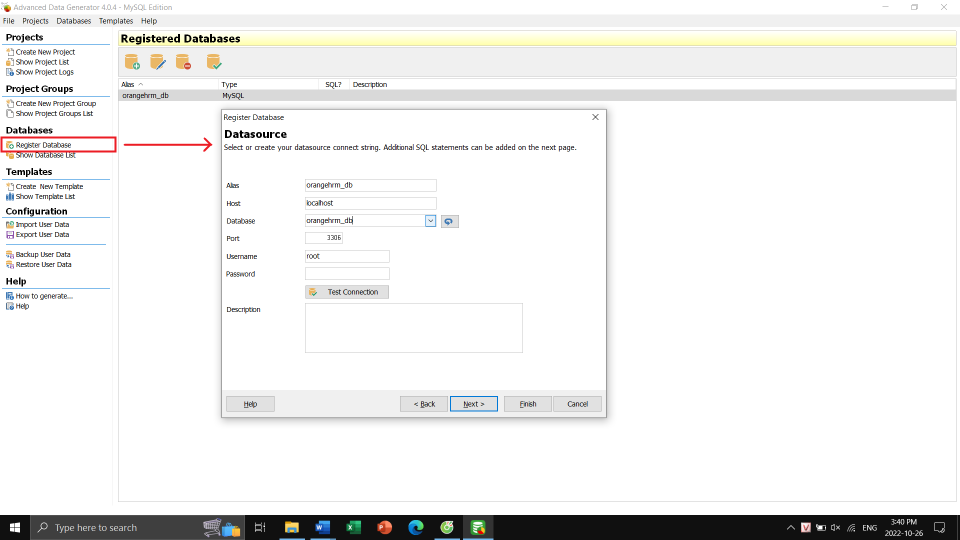 Advanced Data Generator 4.0.4 - MySQL Edition
File Projects Databases Templates Help
Projects
Create New Project
Show Project List
Show Project Logs
Project Groups
Create New Project Group
Show Project Groups List
Databases
Register Database
Show Database List
Templates
Create New Template
Show Template List
Configuration
Import User Data
Export User Data
Backup User Data
Restore User Data
Help
How to generate...
Help
Registered Databases
Alias Type SQL? Description
orangehrm_db MySQL
Register Database
Datasource
Select or create your datasource connect string. Additional SQL statements can be added on the next page.
Alias orangehrm_db
Host localhost
Database orangehrm_db
Port 3306
Username root
Password
Test Connection
Description
Help < Back Next > Finish Cancel
Type here to search
ENG
3:40 PM
2022-10-26